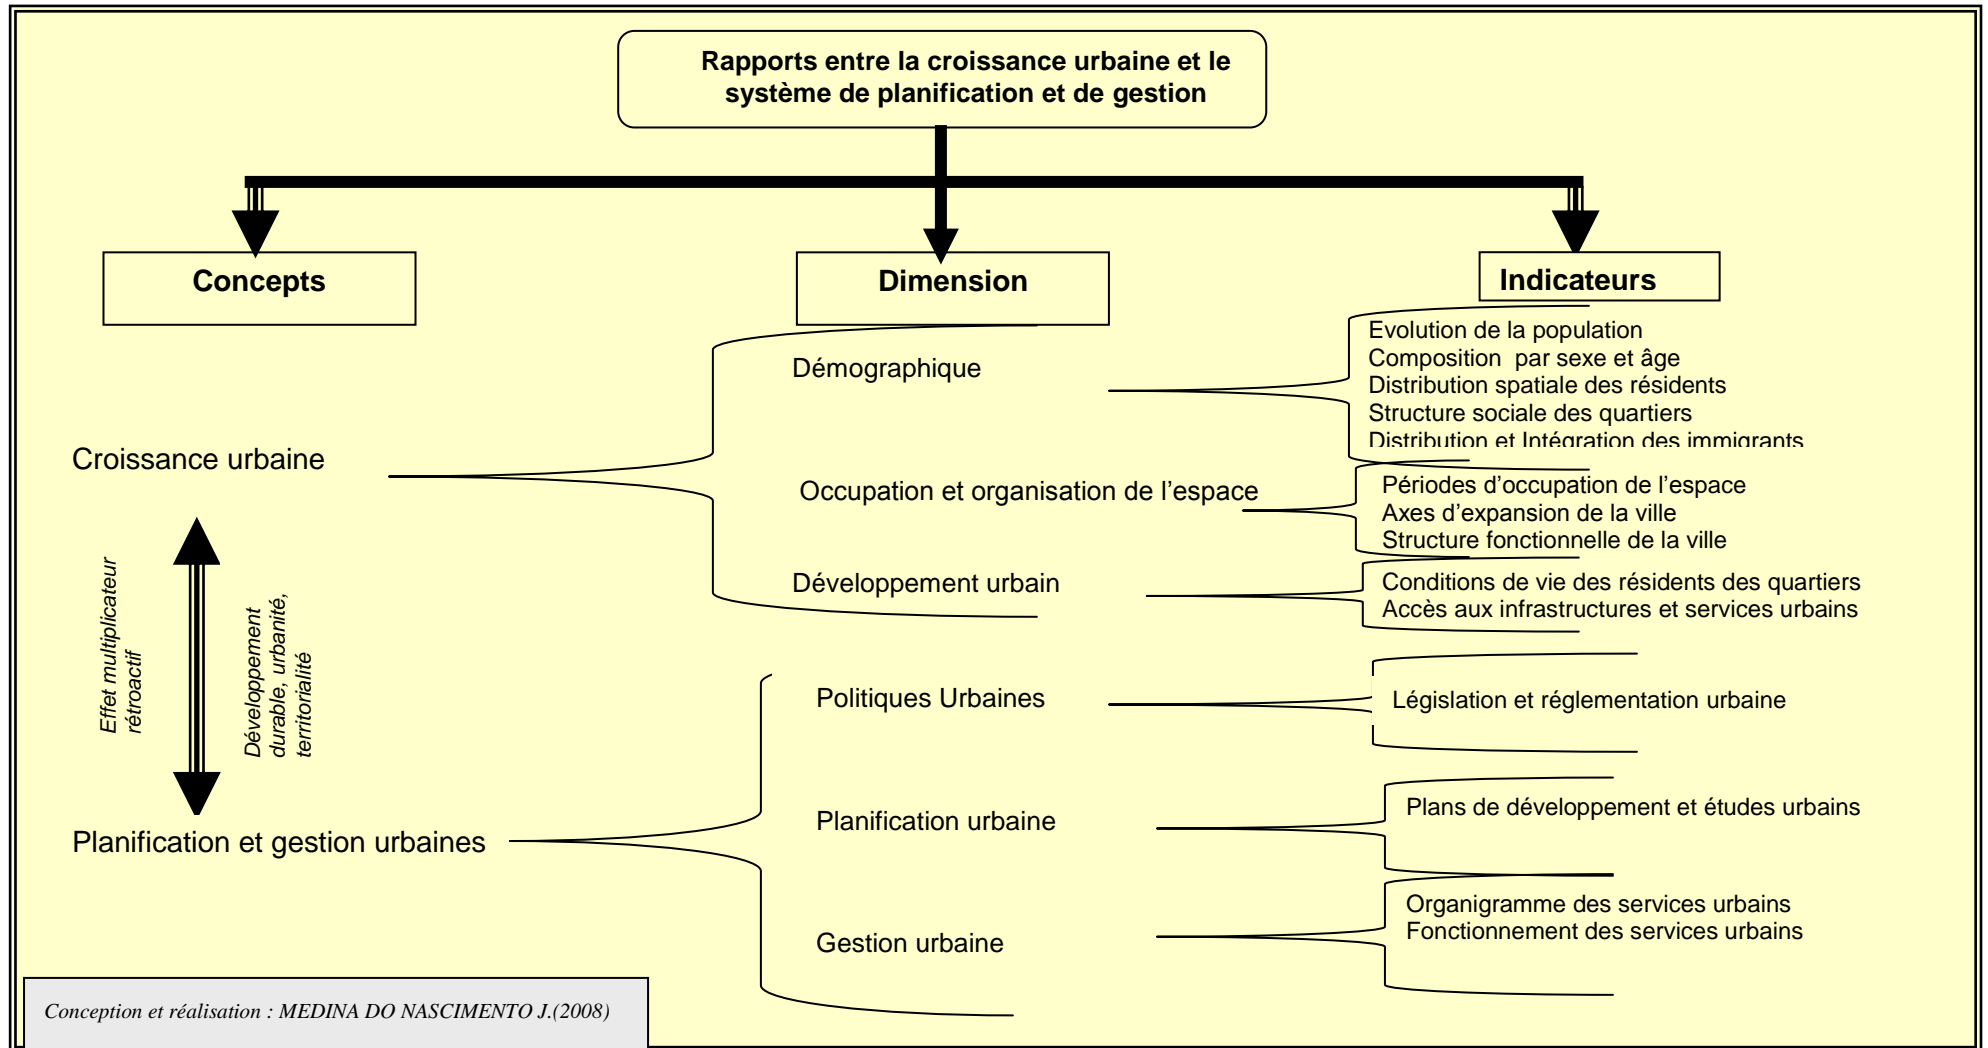 Rapports entre la croissance urbaine et le
système de planification et de gestion
Concepts
Dimension
Indicateurs
Croissance urbaine
Démographique
Evolution de la population
Composition par sexe et âge
Distribution spatiale des résidents
Structure sociale des quartiers
Distribution et Intégration des immigrants
Occupation et organisation de l’espace
Périodes d’occupation de l’espace
Axes d’expansion de la ville
Structure fonctionnelle de la ville
Développement urbain
Conditions de vie des résidents des quartiers
Accès aux infrastructures et services urbains
Effet multiplicateur
rétroactif
Développement
durable, urbanité,
territorialité
Planification et gestion urbaines
Politiques Urbaines
Législation et réglementation urbaine
Planification urbaine
Plans de développement et études urbains
Gestion urbaine
Organigramme des services urbains
Fonctionnement des services urbains
Conception et réalisation : MEDINA DO NASCIMENTO J.(2008)